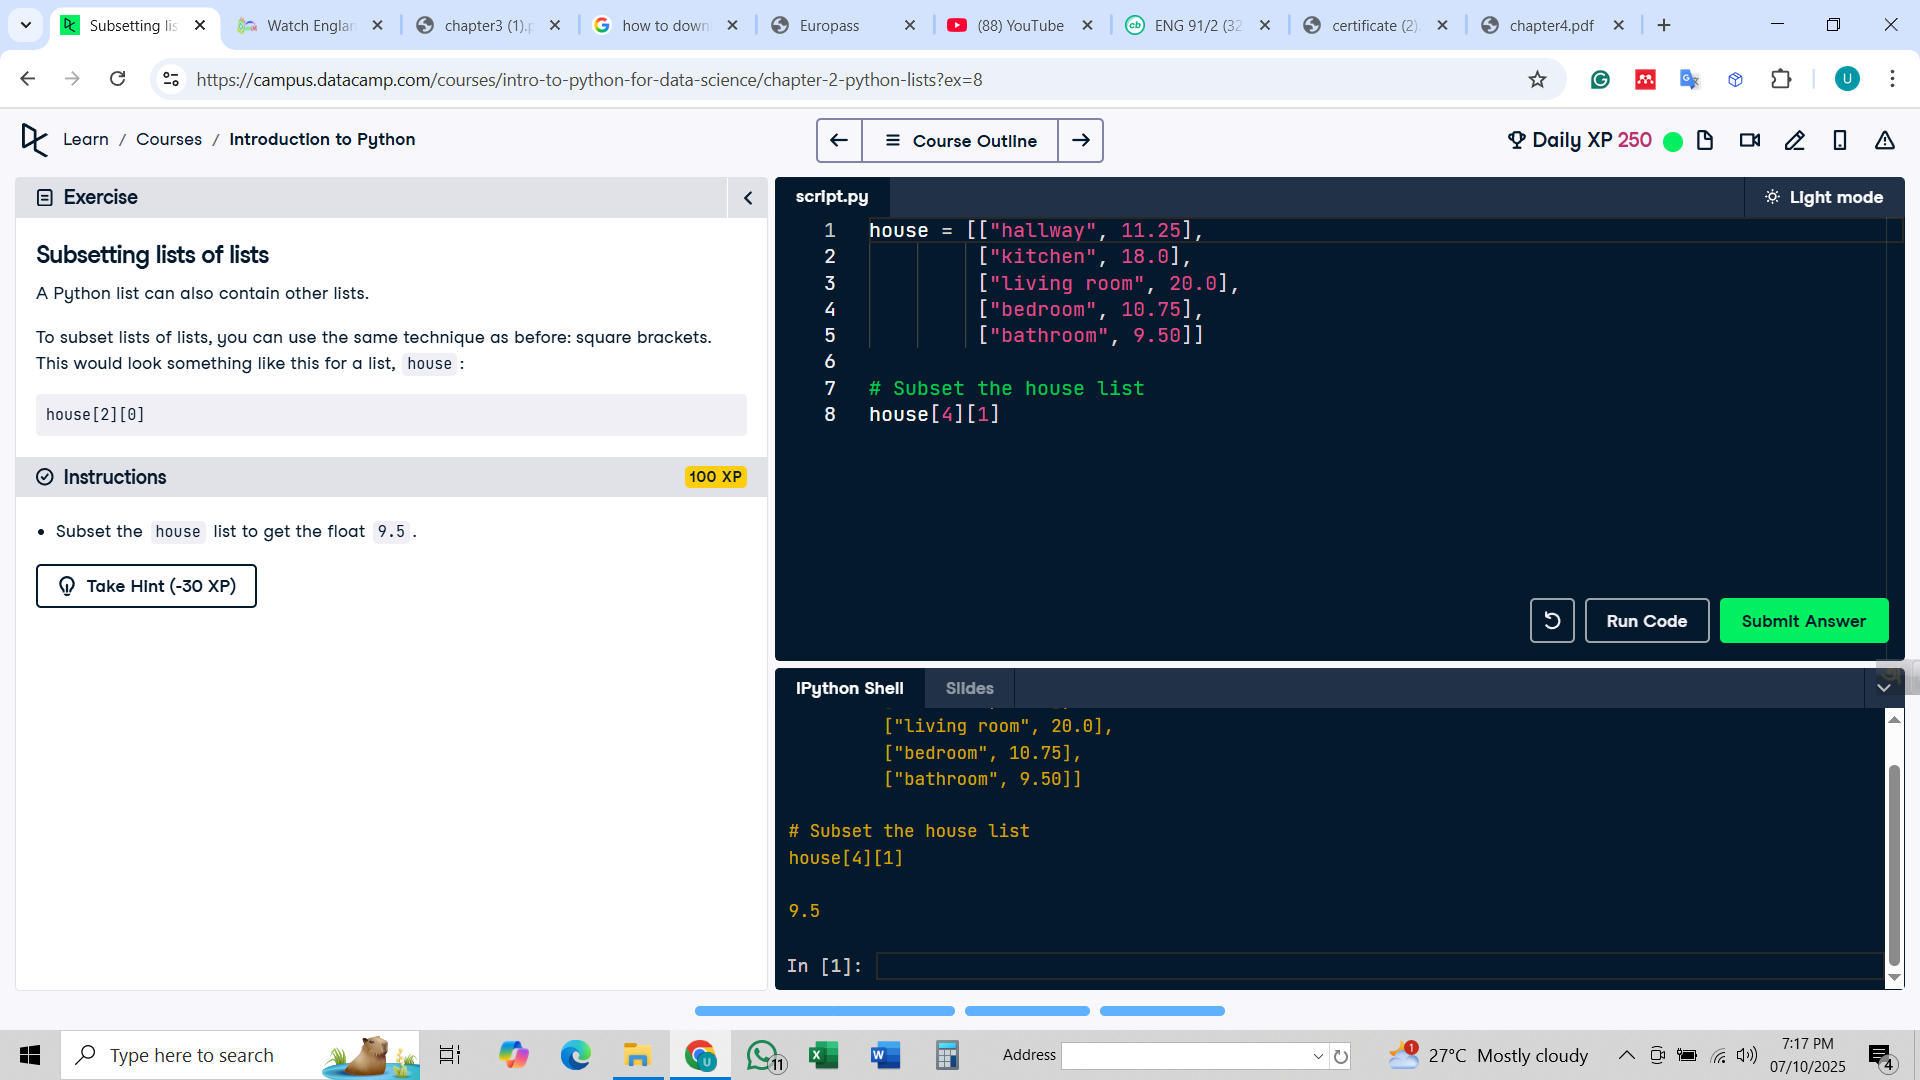 Subsetting lis
Watch Englan
chapter3 (1).p
how to down
Europass
(88) YouTube
ENG 91/2 (32
certificate (2).
chapter4.pdf
https://campus.datacamp.com/courses/intro-to-python-for-data-science/chapter-2-python-lists?ex=8
U
Learn / Courses / Introduction to Python
Course Outline
Daily XP 250
Exercise
Subsetting lists of lists
A Python list can also contain other lists.
To subset lists of lists, you can use the same technique as before: square brackets.
This would look something like this for a list, house :
house[2][0]
Instructions
100 XP
Subset the house list to get the float 9.5 .
Take Hint (-30 XP)
script.py
Light mode
1 house = [["hallway", 11.25],
2 ["kitchen", 18.0],
3 ["living room", 20.0],
4 ["bedroom", 10.75],
5 ["bathroom", 9.50]]
6
7 # Subset the house list
8 house[4][1]
Run Code
Submit Answer
IPython Shell
Slides
["living room", 20.0],
["bedroom", 10.75],
["bathroom", 9.50]]
# Subset the house list
house[4][1]
9.5
In [1]:
Type here to search
11
Address
1
27°C Mostly cloudy
7:17 PM
07/10/2025
4